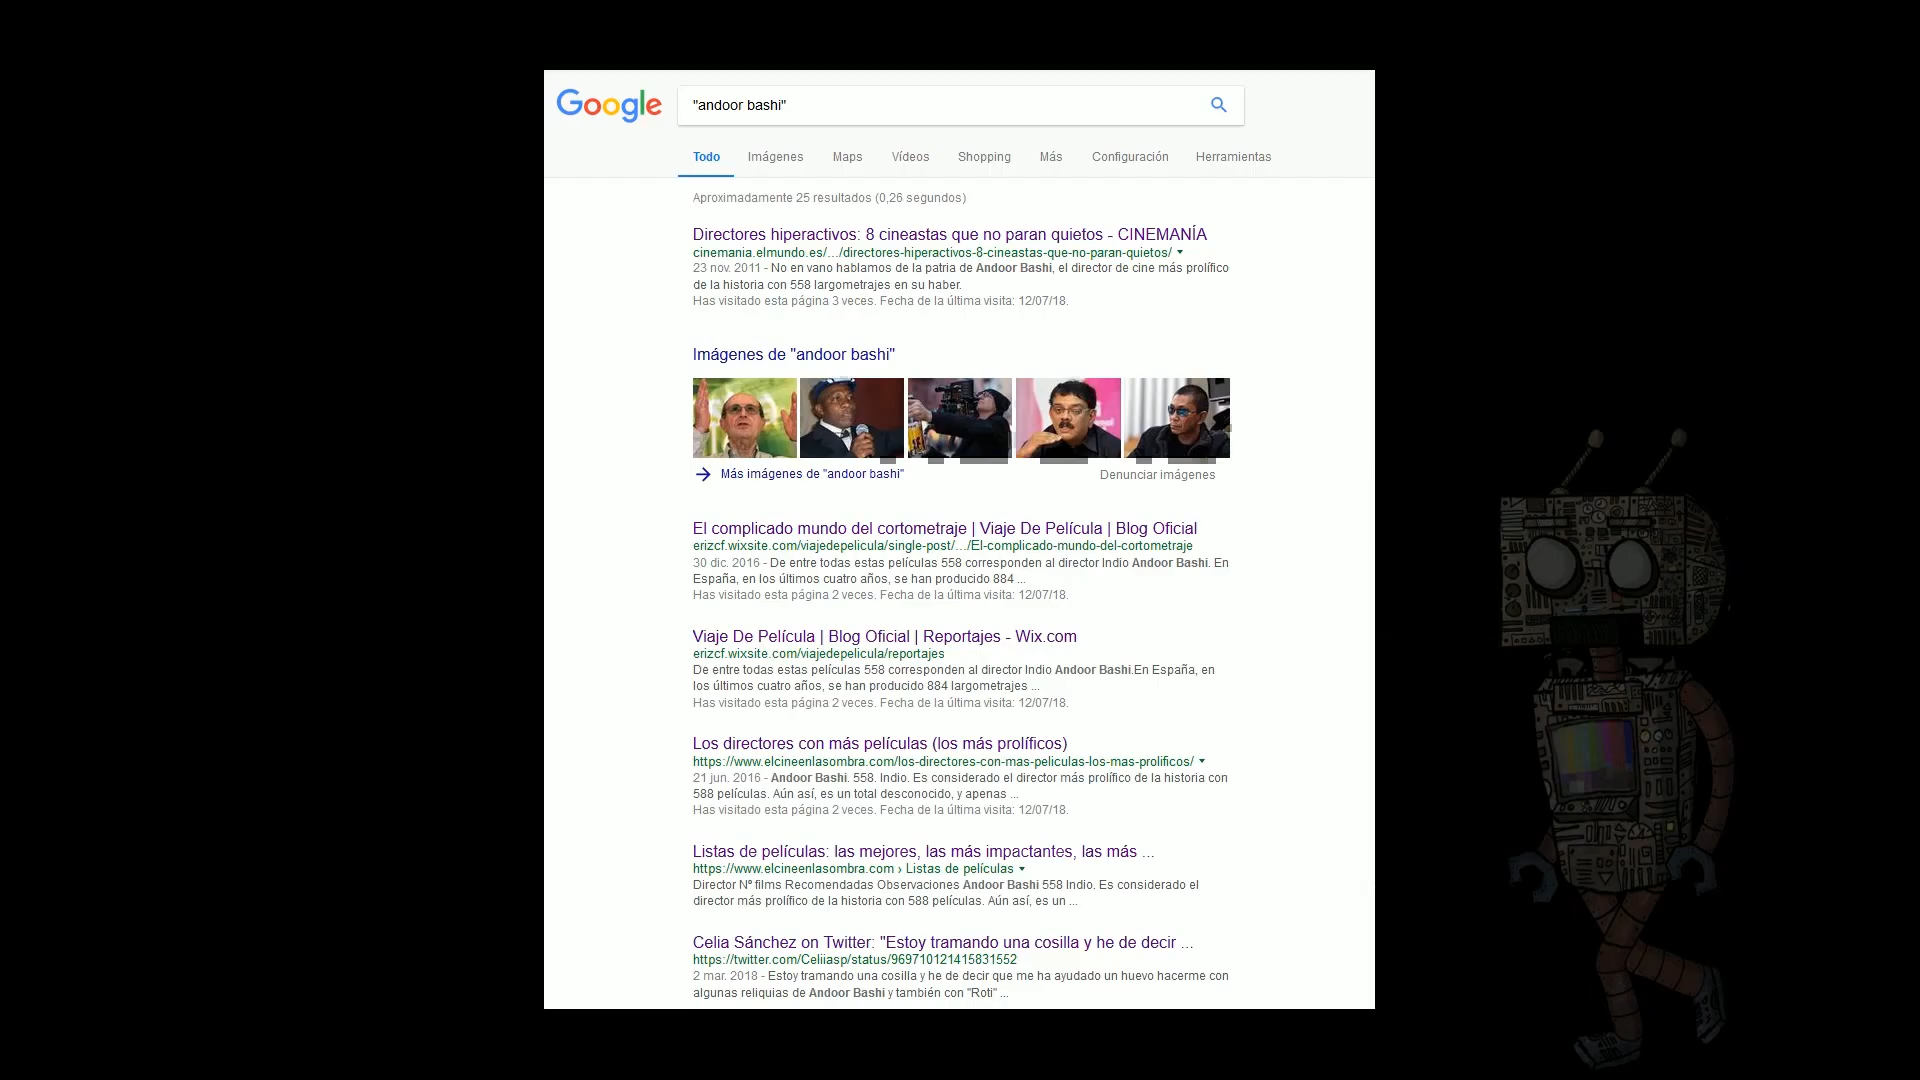 Google
"andoor bashi"
Todo Imágenes Maps Vídeos Shopping Más Configuración Herramientas
Aproximadamente 25 resultados (0,26 segundos)
Directores hiperactivos: 8 cineastas que no paran quietos - CINEMANÍA
cinemania.elmundo.es/.../directores-hiperactivos-8-cineastas-que-no-paran-quietos/
23 nov. 2011 - No en vano hablamos de la patria de Andoor Bashi, el director de cine más prolífico
de la historia con 558 largometrajes en su haber.
Has visitado esta página 3 veces. Fecha de la última visita: 12/07/18.
Imágenes de "andoor bashi"
Más imágenes de "andoor bashi" Denunciar imágenes
El complicado mundo del cortometraje | Viaje De Película | Blog Oficial
erizcf.wixsite.com/viajedepelicula/single-post/.../El-complicado-mundo-del-cortometraje
30 dic. 2016 - De entre todas estas películas 558 corresponden al director Indio Andoor Bashi. En
España, en los últimos cuatro años, se han producido 884 ...
Has visitado esta página 2 veces. Fecha de la última visita: 12/07/18.
Viaje De Película | Blog Oficial | Reportajes - Wix.com
erizcf.wixsite.com/viajedepelicula/reportajes
De entre todas estas películas 558 corresponden al director Indio Andoor Bashi.En España, en
los últimos cuatro años, se han producido 884 largometrajes ...
Has visitado esta página 2 veces. Fecha de la última visita: 12/07/18.
Los directores con más películas (los más prolíficos)
https://www.elcineenlasombra.com/los-directores-con-mas-peliculas-los-mas-prolificos/
21 jun. 2016 - Andoor Bashi. 558. Indio. Es considerado el director más prolífico de la historia con
588 películas. Aún así, es un total desconocido, y apenas ...
Has visitado esta página 2 veces. Fecha de la última visita: 12/07/18.
Listas de películas: las mejores, las más impactantes, las más ...
https://www.elcineenlasombra.com › Listas de películas
Director Nº films Recomendadas Observaciones Andoor Bashi 558 Indio. Es considerado el
director más prolífico de la historia con 588 películas. Aún así, es un ...
Celia Sánchez on Twitter: "Estoy tramando una cosilla y he de decir ...
https://twitter.com/Celiiasp/status/969710121415831552
2 mar. 2018 - Estoy tramando una cosilla y he de decir que me ha ayudado un huevo hacerme con
algunas reliquias de Andoor Bashi y también con "Roti" ...